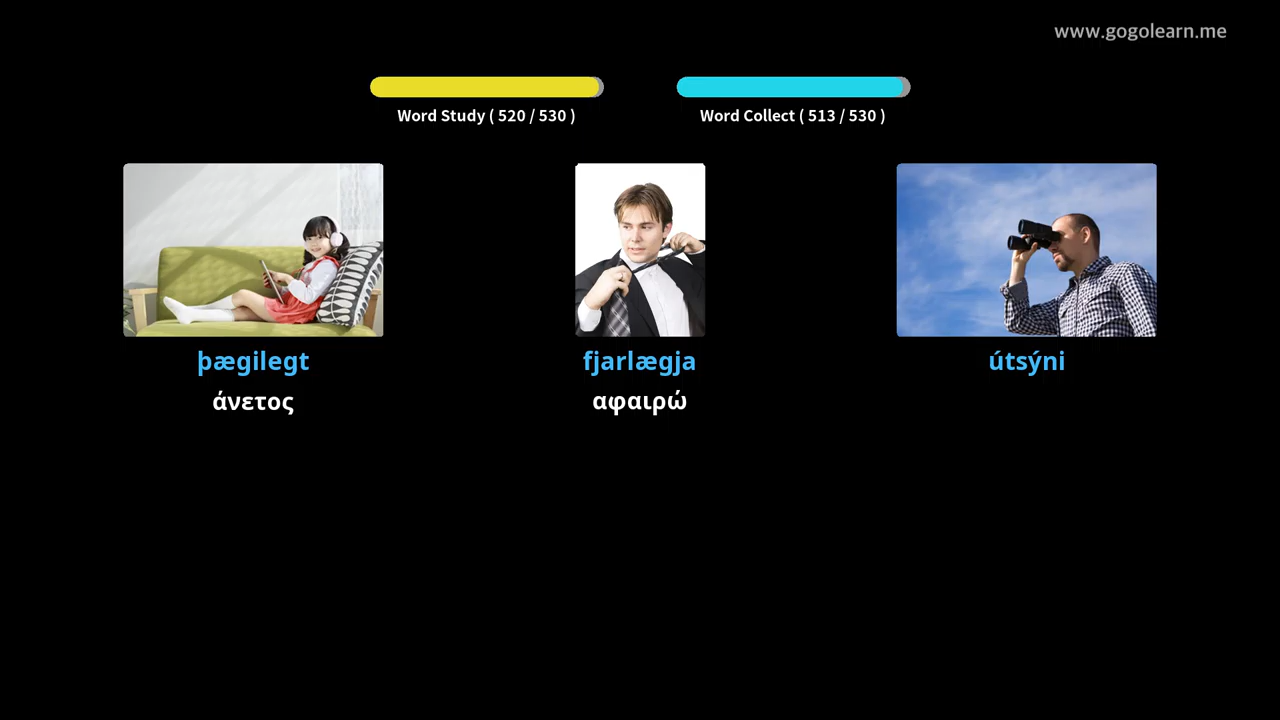 www.gogolearn.me
Word Study ( 520 / 530 )
Word Collect ( 513 / 530 )
þægilegt
fjarlægja
útsýni
άνετος
αφαιρώ